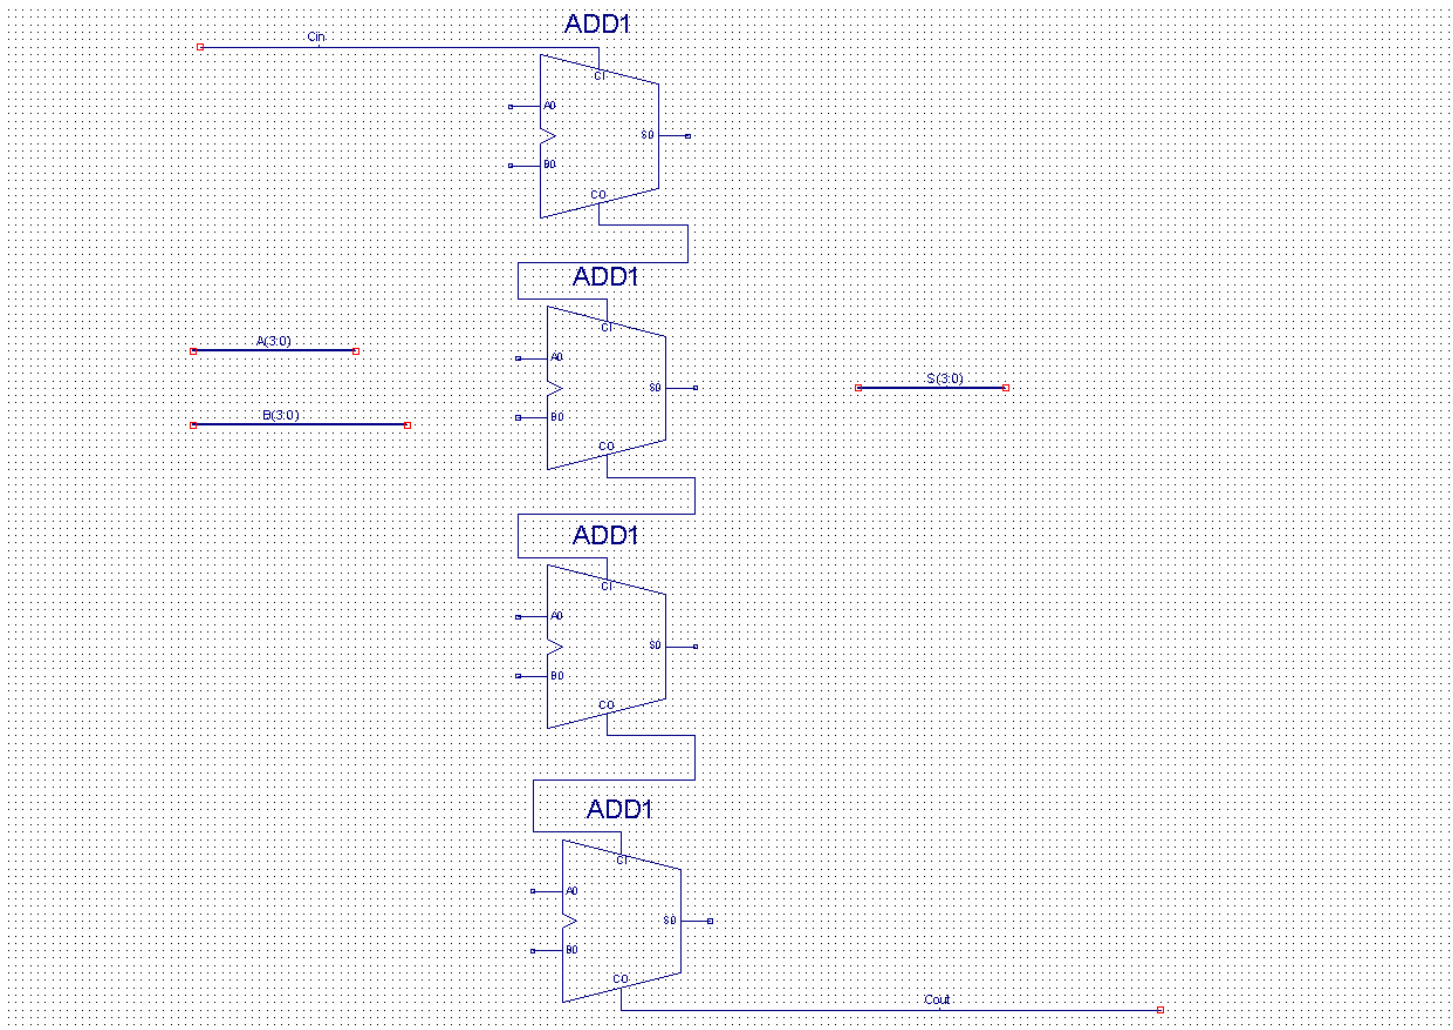 ADD1
Cin
CI
A0
S0
B0
CO
ADD1
CI
A(3:0)
A0
S(3:0)
S0
B(3:0)
B0
CO
ADD1
CI
A0
S0
B0
CO
ADD1
CI
A0
S0
B0
CO
Cout